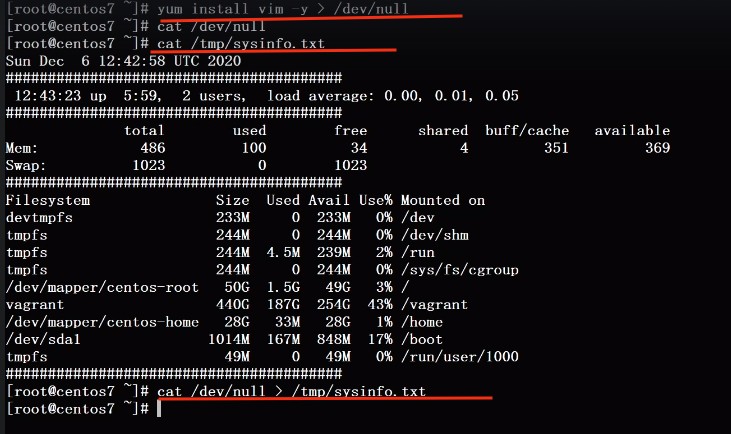 [root@centos7 ~]# yum install vim -y > /dev/null
[root@centos7 ~]# cat /dev/null
[root@centos7 ~]# cat /tmp/sysinfo.txt
Sun Dec  6 12:42:58 UTC 2020
########################################
 12:43:23 up  5:59,  2 users,  load average: 0.00, 0.01, 0.05
########################################
              total        used        free      shared  buff/cache   available
Mem:            486         100          34           4         351         369
Swap:          1023           0        1023
########################################
Filesystem               Size  Used Avail Use% Mounted on
devtmpfs                 233M     0  233M   0% /dev
tmpfs                    244M     0  244M   0% /dev/shm
tmpfs                    244M  4.5M  239M   2% /run
tmpfs                    244M     0  244M   0% /sys/fs/cgroup
/dev/mapper/centos-root   50G  1.5G   49G   3% /
vagrant                  440G  187G  254G  43% /vagrant
/dev/mapper/centos-home   28G   33M   28G   1% /home
/dev/sda1               1014M  167M  848M  17% /boot
tmpfs                     49M     0   49M   0% /run/user/1000
########################################
[root@centos7 ~]# cat /dev/null > /tmp/sysinfo.txt
[root@centos7 ~]#